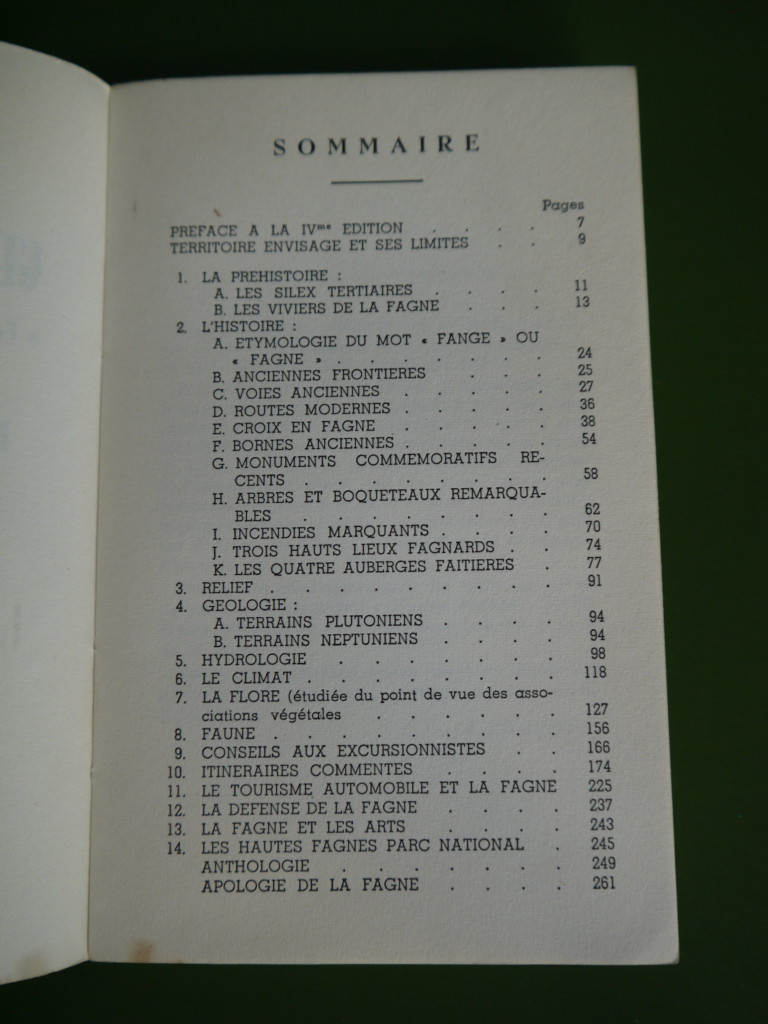 SOMMAIRE
Pages
PREFACE A LA IVme EDITION . . . . 7
TERRITOIRE ENVISAGE ET SES LIMITES . . 9
1. LA PREHISTOIRE :
A. LES SILEX TERTIAIRES . . . . 11
B. LES VIVIERS DE LA FAGNE . . . 13
2. L'HISTOIRE :
A. ETYMOLOGIE DU MOT « FANGE » OU
« FAGNE » . . . . . . . 24
B. ANCIENNES FRONTIERES . . . 25
C. VOIES ANCIENNES . . . . . 27
D. ROUTES MODERNES . . . . . 36
E. CROIX EN FAGNE . . . . . 38
F. BORNES ANCIENNES . . . . . 54
G. MONUMENTS COMMEMORATIFS RE-
CENTS . . . . . . . . 58
H. ARBRES ET BOQUETEAUX REMARQUA-
BLES . . . . . . . . 62
I. INCENDIES MARQUANTS . . . . 70
J. TROIS HAUTS LIEUX FAGNARDS . . 74
K. LES QUATRE AUBERGES FAITIERES . 77
3. RELIEF . . . . . . . . . 91
4. GEOLOGIE :
A. TERRAINS PLUTONIENS . . . . 94
B. TERRAINS NEPTUNIENS . . . . 94
5. HYDROLOGIE . . . . . . . 98
6. LE CLIMAT . . . . . . . . 118
7. LA FLORE (étudiée du point de vue des asso-
ciations végétales . . . . . . 127
8. FAUNE . . . . . . . . . 156
9. CONSEILS AUX EXCURSIONNISTES . . 166
10. ITINERAIRES COMMENTES . . . . 174
11. LE TOURISME AUTOMOBILE ET LA FAGNE 225
12. LA DEFENSE DE LA FAGNE . . . . 237
13. LA FAGNE ET LES ARTS . . . . 243
14. LES HAUTES FAGNES PARC NATIONAL . 245
ANTHOLOGIE . . . . . . . 249
APOLOGIE DE LA FAGNE . . . . 261